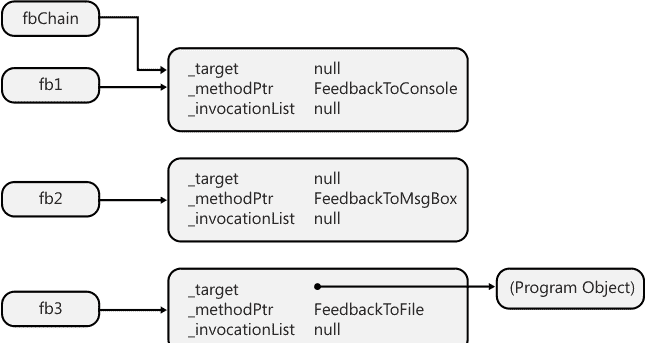 fbChain
fb1
_target null
_methodPtr FeedbackToConsole
_invocationList null
fb2
_target null
_methodPtr FeedbackToMsgBox
_invocationList null
fb3
_target
_methodPtr FeedbackToFile
_invocationList null
(Program Object)